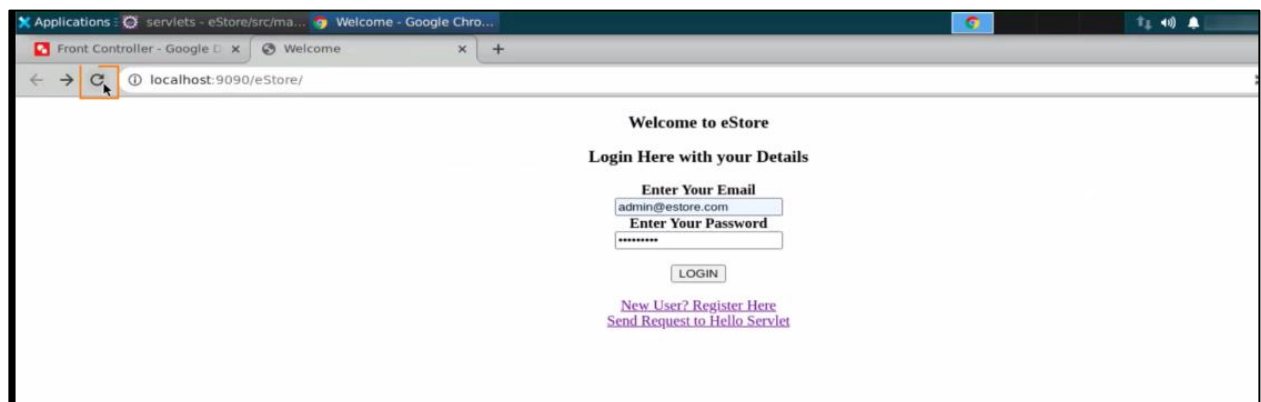 Applications servlets - eStore/src/ma... Welcome - Google Chro...
Front Controller - Google D Welcome
localhost:9090/eStore/
Welcome to eStore
Login Here with your Details
Enter Your Email
admin@estore.com
Enter Your Password
•••••••••
LOGIN
New User? Register Here
Send Request to Hello Servlet